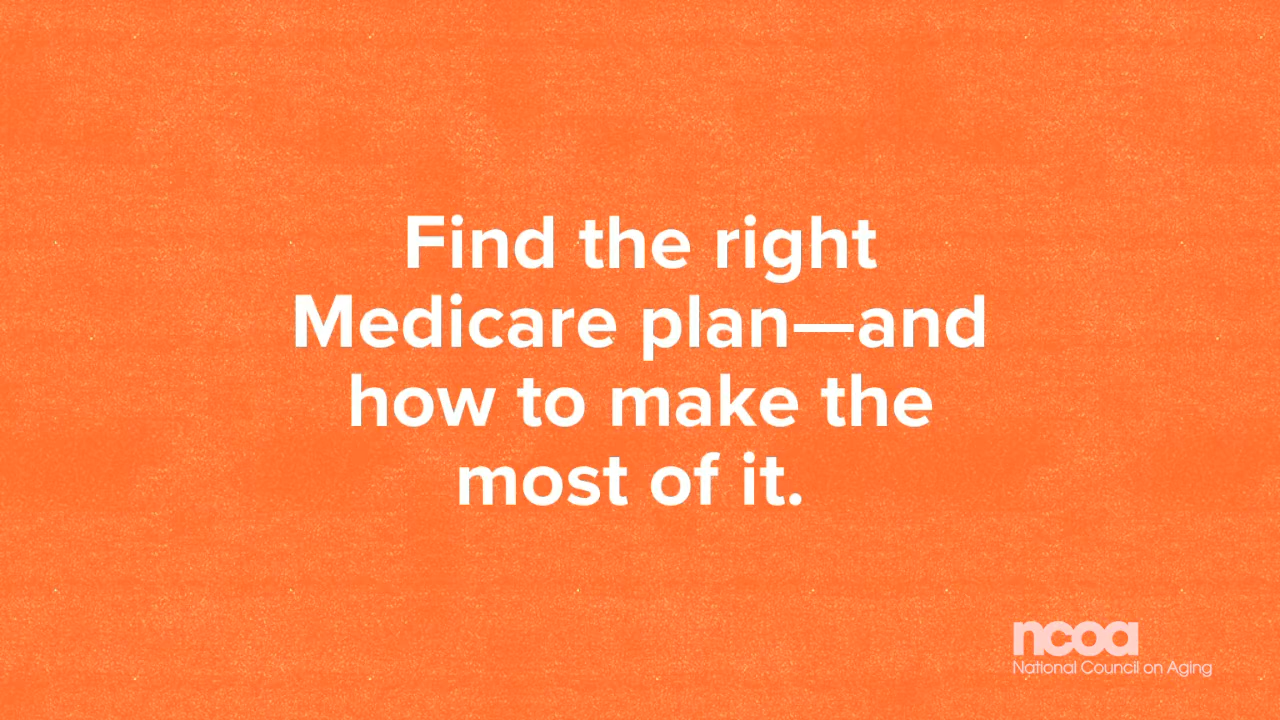 Find the right
Medicare plan—and
how to make the
most of it.
ncoa
National Council on Aging